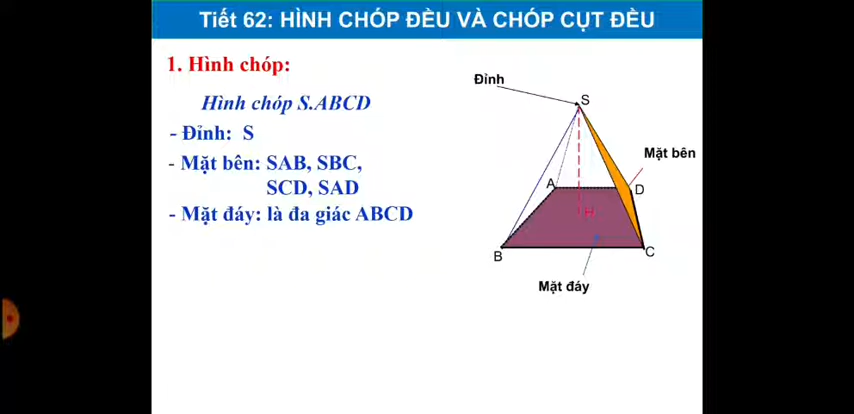 Tiết 62: HÌNH CHÓP ĐỀU VÀ CHÓP CỤT ĐỀU
1. Hình chóp:
Hình chóp S.ABCD
- Đỉnh: S
- Mặt bên: SAB, SBC,
SCD, SAD
- Mặt đáy: là đa giác ABCD
Đỉnh
S
Mặt bên
A
D
H
B
C
Mặt đáy